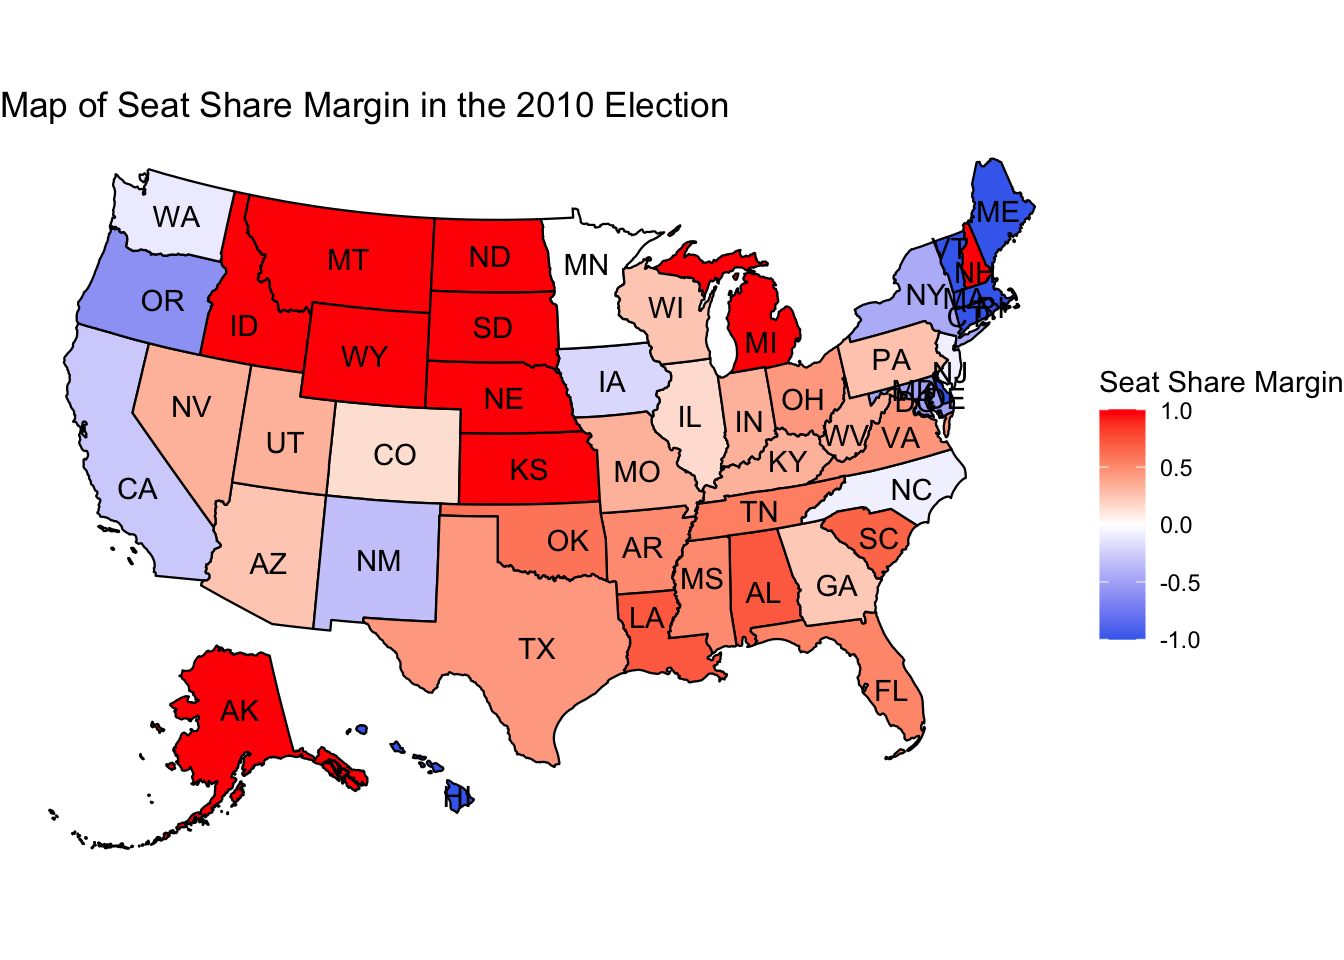 Map of Seat Share Margin in the 2010 Election
ME
WA
VT
MT
ND
MN
NH
OR
NY
MA
RI
WI
CT
ID
SD
MI
WY
PA
NJ
IA
MD
NE
OH
DC
DE
NV
IL
IN
UT
WV
VA
CO
KY
KS
MO
CA
NC
TN
OK
SC
AR
AZ
NM
MS
GA
AL
LA
TX
FL
AK
HI
Seat Share Margin
1.0
0.5
0.0
-0.5
-1.0